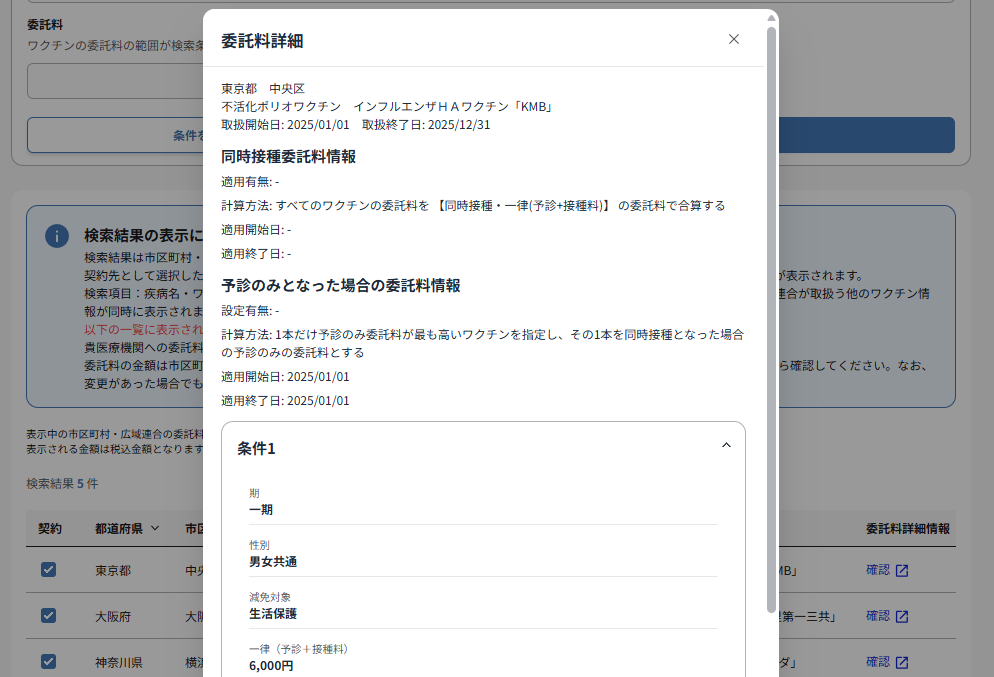 委託料
ワクチンの委託料の範囲が検索条
条件を
委託料詳細
東京都　中央区
不活化ポリオワクチン　インフルエンザＨＡワクチン「KMB」
取扱開始日: 2025/01/01　取扱終了日: 2025/12/31
同時接種委託料情報
適用有無: -
計算方法: すべてのワクチンの委託料を 【同時接種・一律(予診+接種料)】 の委託料で合算する
適用開始日: -
適用終了日: -
予診のみとなった場合の委託料情報
設定有無: -
計算方法: 1本だけ予診のみ委託料が最も高いワクチンを指定し、その1本を同時接種となった場合
の予診のみの委託料とする
適用開始日: 2025/01/01
適用終了日: 2025/01/01
条件1
期
一期
性別
男女共通
減免対象
生活保護
一律（予診＋接種料）
6,000円
検索結果の表示に
検索結果は市区町村・
契約先として選択した
が表示されます。
検索項目：疾病名・ワ
連合が取扱う他のワクチン情
報が同時に表示されま
以下の一覧に表示され
貴医療機関への委託料
委託料の金額は市区町
ら確認してください。なお、
変更があった場合でも
表示中の市区町村・広域連合の委託料
表示される金額は税込金額となります
検索結果 5 件
契約 都道府県 市区 委託料詳細情報
東京都 中央 MB」 確認
大阪府 大阪 第一三共」 確認
神奈川県 横浜 ダ」 確認